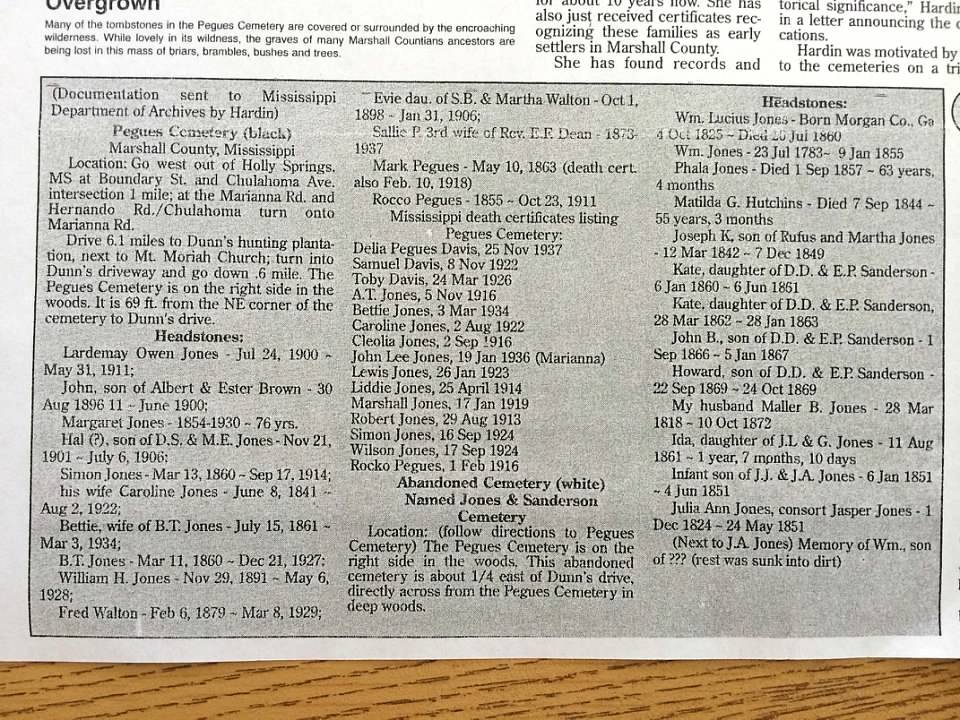 Overgrown
Many of the tombstones in the Pegues Cemetery are covered or surrounded by the encroaching
wilderness. While lovely in its wildness, the graves of many Marshall Countians ancestors are
being lost in this mass of briars, brambles, bushes and trees.
for about 10 years now. She has
also just received certificates rec-
ognizing these families as early
settlers in Marshall County.
She has found records and
torical significance," Hardin
in a letter announcing the
cations.
Hardin was motivated by
to the cemeteries on a
(Documentation sent to Mississippi
Department of Archives by Hardin)
Pegues Cemetery (black)
Marshall County, Mississippi
Location: Go west out of Holly Springs,
MS at Boundary St. and Chulahoma Ave.
intersection 1 mile; at the Marianna Rd. and
Hernando Rd./Chulahoma turn onto
Marianna Rd.
Drive 6.1 miles to Dunn's hunting planta-
tion, next to Mt. Moriah Church; turn into
Dunn's driveway and go down .6 mile. The
Pegues Cemetery is on the right side in the
woods. It is 69 ft. from the NE corner of the
cemetery to Dunn's drive.
Headstones:
Lardemay Owen Jones - Jul 24, 1900 ~
May 31, 1911;
John, son of Albert & Ester Brown - 30
Aug 1896 11 ~ June 1900;
Margaret Jones - 1854-1930 ~ 76 yrs.
Hal (?), son of D.S. & M.E. Jones - Nov 21,
1901 ~ July 6, 1906;
Simon Jones - Mar 13, 1860 ~ Sep 17, 1914;
his wife Caroline Jones - June 8, 1841 ~
Aug 2, 1922;
Bettie, wife of B.T. Jones - July 15, 1861 ~
Mar 3, 1934;
B.T. Jones - Mar 11, 1860 ~ Dec 21, 1927;
William H. Jones - Nov 29, 1891 ~ May 6,
1928;
Fred Walton - Feb 6, 1879 ~ Mar 8, 1929;
Evie dau. of S.B. & Martha Walton - Oct 1,
1898 ~ Jan 31, 1906;
Sallie P. 3rd wife of Rev. E.F. Dean - 1873-
1937
Mark Pegues - May 10, 1863 (death cert.
also Feb. 10, 1918)
Rocco Pegues - 1855 ~ Oct 23, 1911
Mississippi death certificates listing
Pegues Cemetery:
Delia Pegues Davis, 25 Nov 1937
Samuel Davis, 8 Nov 1922
Toby Davis, 24 Mar 1926
A.T. Jones, 5 Nov 1916
Bettie Jones, 3 Mar 1934
Caroline Jones, 2 Aug 1922
Cleolia Jones, 2 Sep 1916
John Lee Jones, 19 Jan 1936 (Marianna)
Lewis Jones, 26 Jan 1923
Liddie Jones, 25 April 1914
Marshall Jones, 17 Jan 1919
Robert Jones, 29 Aug 1913
Simon Jones, 16 Sep 1924
Wilson Jones, 17 Sep 1924
Rocko Pegues, 1 Feb 1916
Abandoned Cemetery (white)
Named Jones & Sanderson
Cemetery
Location: (follow directions to Pegues
Cemetery) The Pegues Cemetery is on the
right side in the woods. This abandoned
cemetery is about 1/4 east of Dunn's drive,
directly across from the Pegues Cemetery in
deep woods.
Headstones:
Wm. Lucius Jones - Born Morgan Co., Ga
4 Oct 1825 ~ Died Jul 1860
Wm. Jones - 23 Jul 1783~ 9 Jan 1855
Phala Jones - Died 1 Sep 1857 ~ 63 years,
4 months
Matilda G. Hutchins - Died 7 Sep 1844 ~
55 years, 3 months
Joseph K, son of Rufus and Martha Jones
- 12 Mar 1842 ~ 7 Dec 1849
Kate, daughter of D.D. & E.P. Sanderson -
6 Jan 1860 ~ 6 Jun 1861
Kate, daughter of D.D. & E.P. Sanderson,
28 Mar 1862 ~ 28 Jan 1863
John B., son of D.D. & E.P. Sanderson - 1
Sep 1866 ~ 5 Jan 1867
Howard, son of D.D. & E.P. Sanderson -
22 Sep 1869 ~ 24 Oct 1869
My husband Maller B. Jones - 28 Mar
1818 ~ 10 Oct 1872
Ida, daughter of J.L & G. Jones - 11 Aug
1861 ~ 1 year, 7 months, 10 days
Infant son of J.J. & J.A. Jones - 6 Jan 1851
~ 4 Jun 1851
Julia Ann Jones, consort Jasper Jones - 1
Dec 1824 ~ 24 May 1851
(Next to J.A. Jones) Memory of Wm., son
of ??? (rest was sunk into dirt)